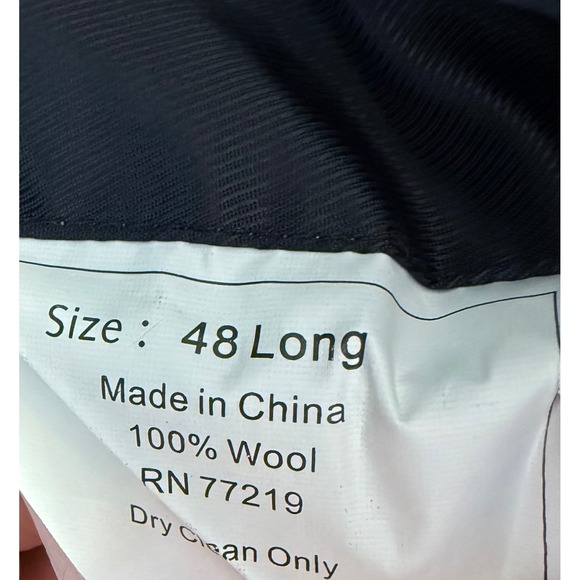 Size: 48 Long
Made in China
100% Wool
RN 77219
Dry Clean Only